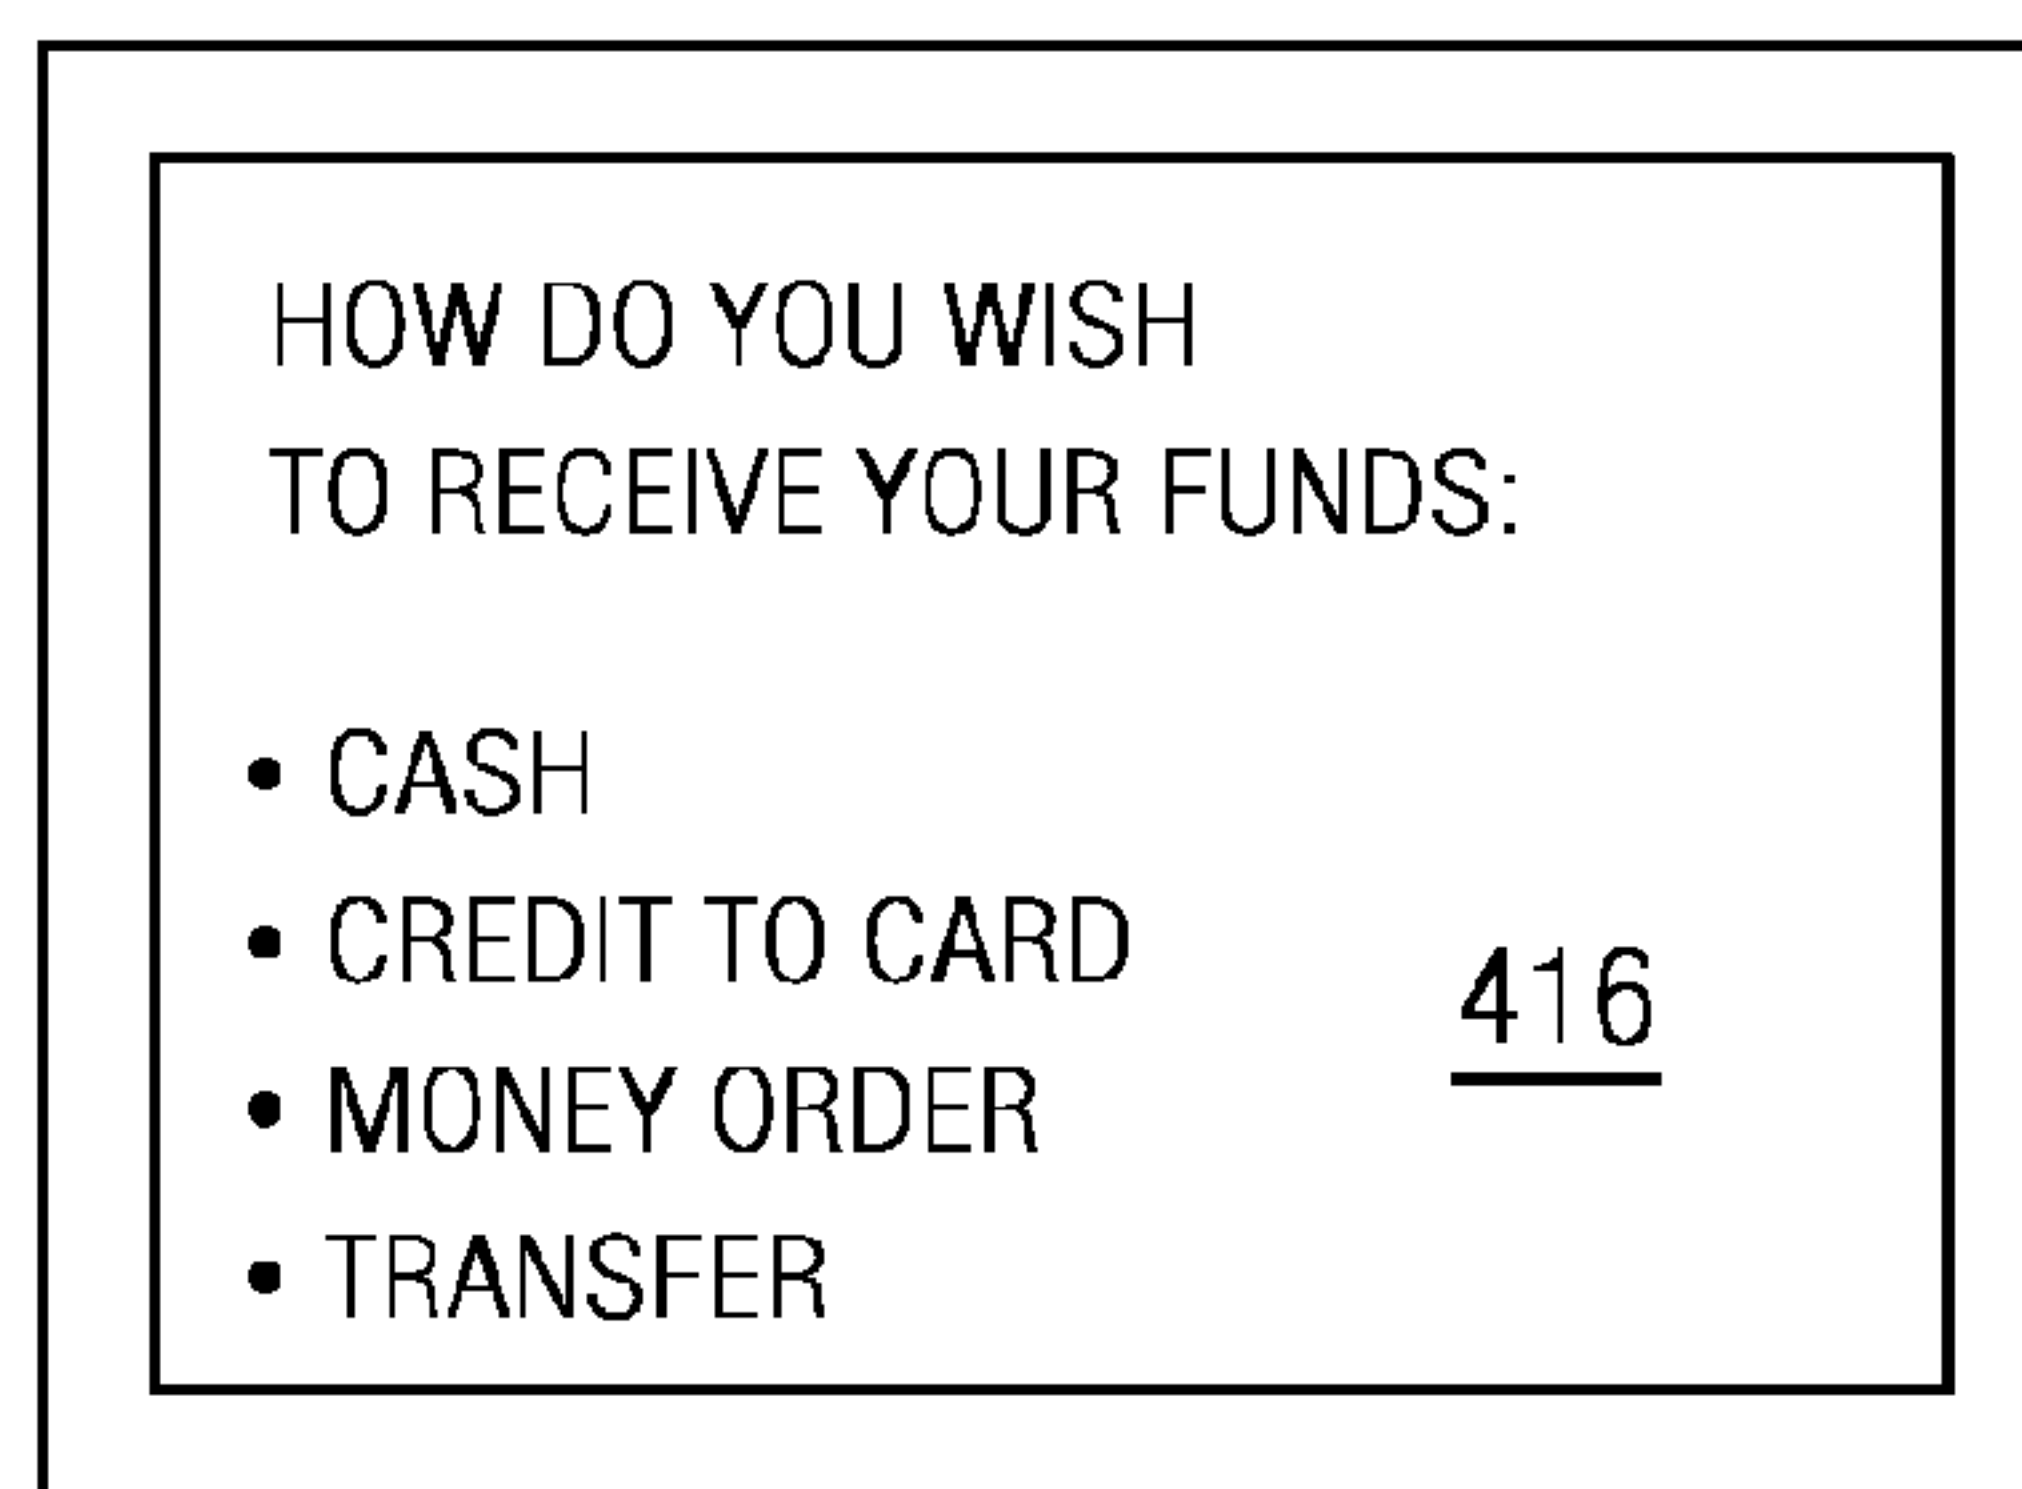 HOW DO YOU WISH
TO RECEIVE YOUR FUNDS:
• CASH
• CREDIT TO CARD
• MONEY ORDER
• TRANSFER
416